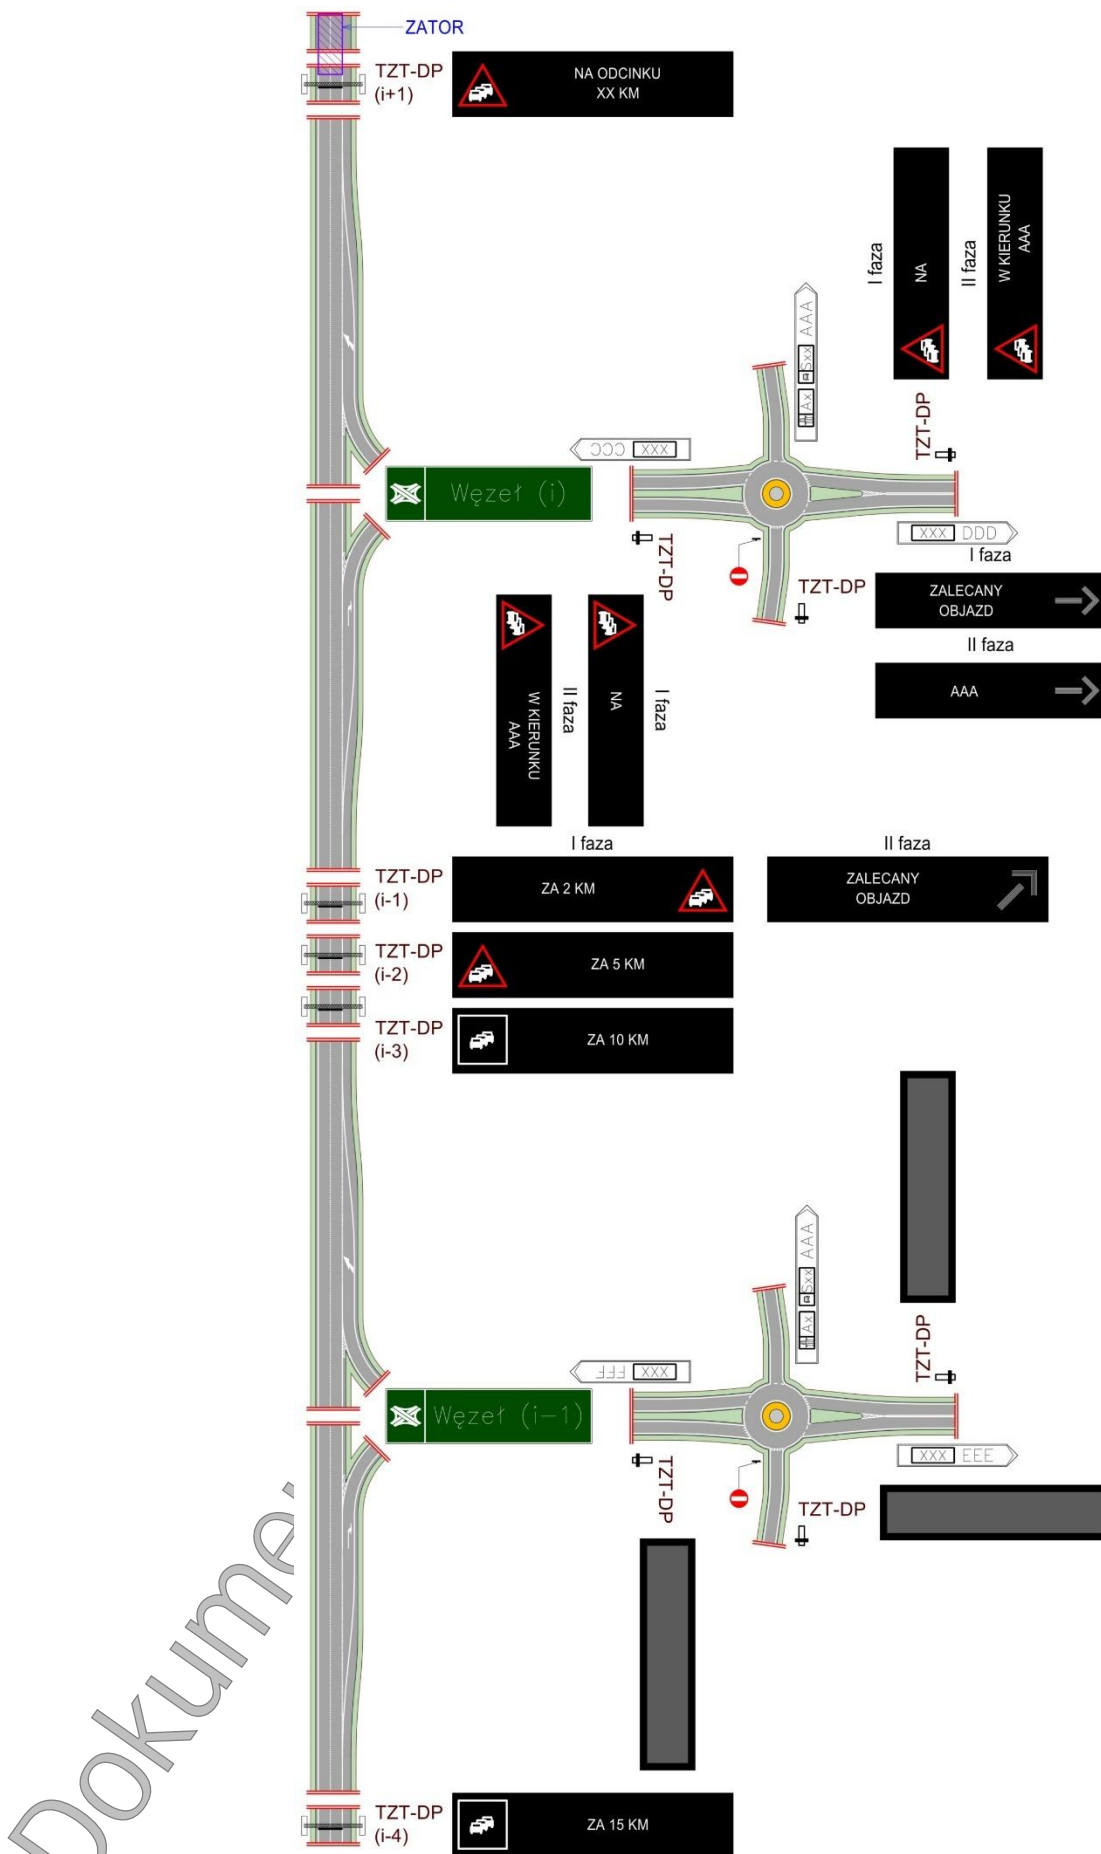 ZATOR
TZT-DP
(i+1)
NA ODCINKU
XX KM
I faza
NA
II faza
W KIERUNKU
AAA
Ax Sxx AAA
TZT-DP
XXX CCC
Węzeł (i)
XXX DDD
TZT-DP
TZT-DP
I faza
ZALECANY
OBJAZD
II faza
AAA
W KIERUNKU
AAA
II faza
NA
I faza
I faza
II faza
TZT-DP
(i-1)
ZA 2 KM
ZALECANY
OBJAZD
TZT-DP
(i-2)
ZA 5 KM
TZT-DP
(i-3)
ZA 10 KM
Ax Sxx AAA
TZT-DP
XXX FFF
Węzeł (i-1)
XXX EEE
TZT-DP
TZT-DP
TZT-DP
(i-4)
ZA 15 KM